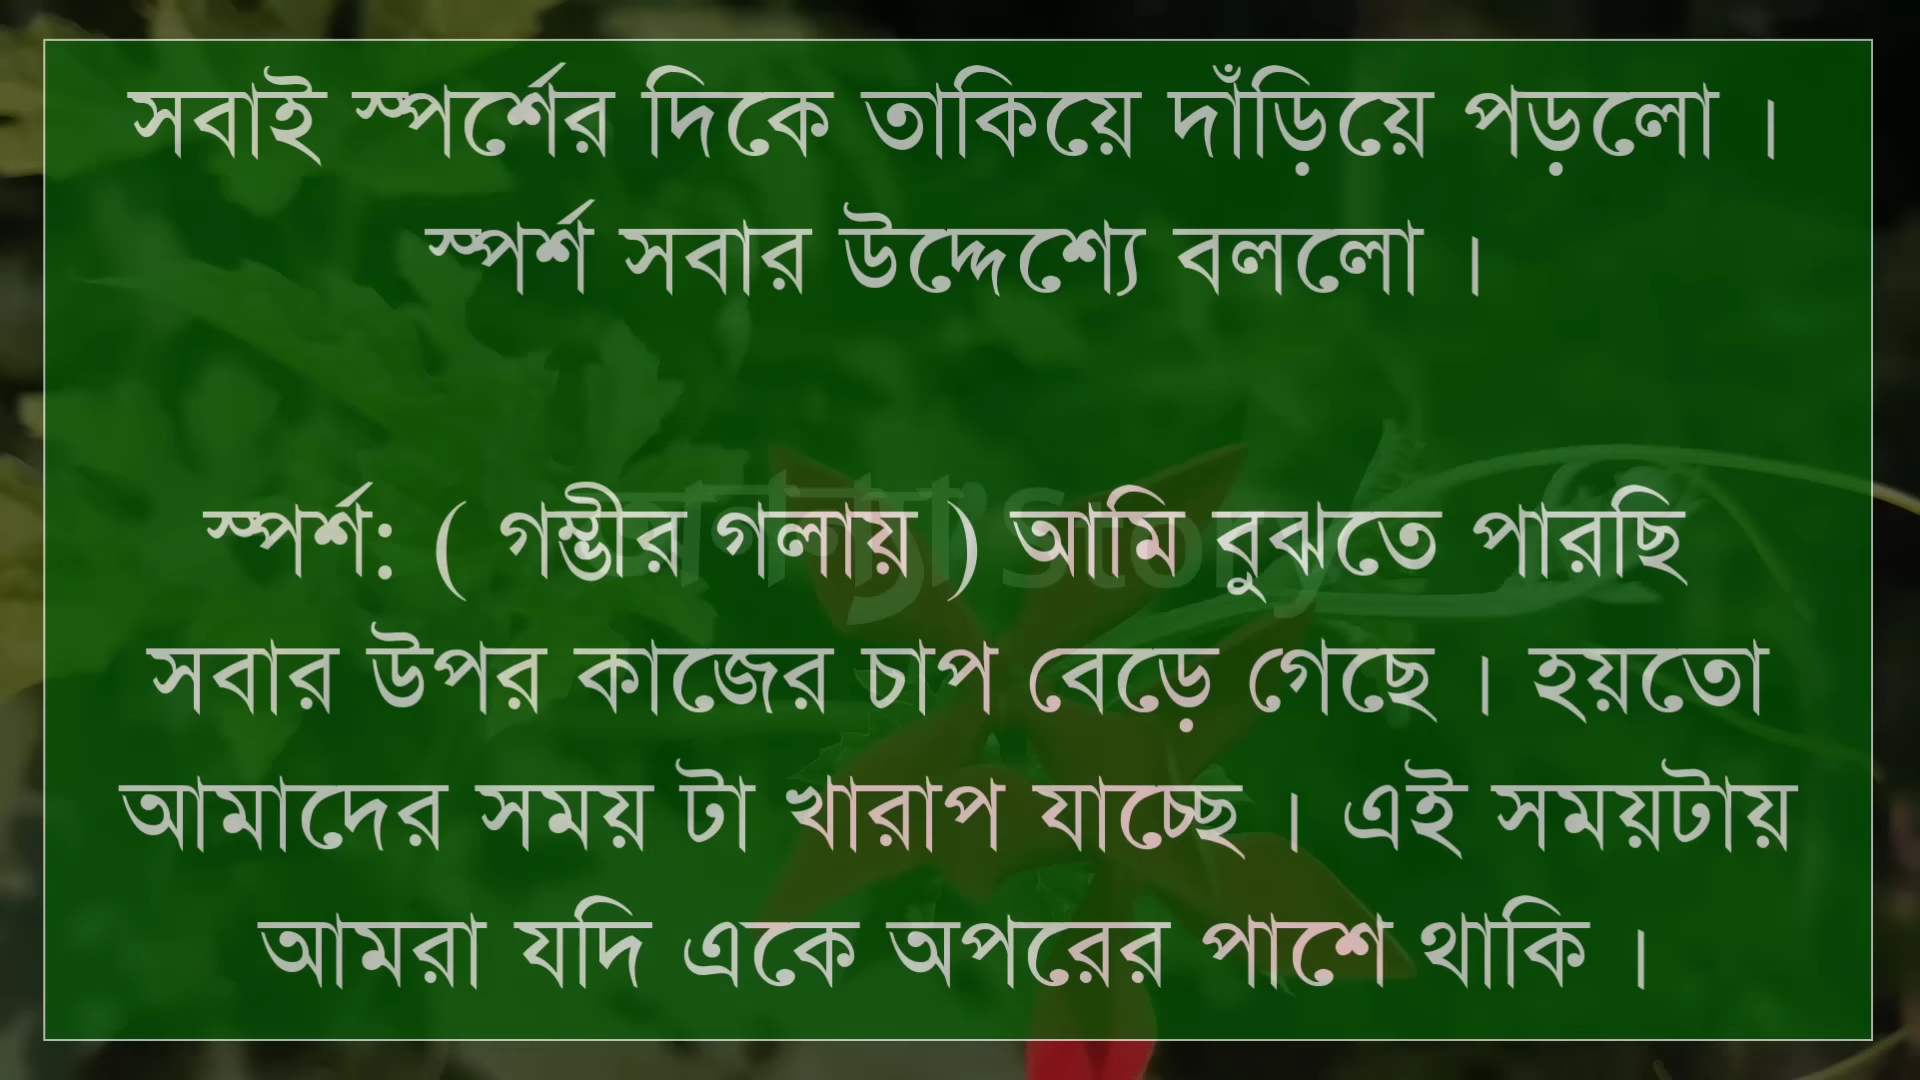 সবাই স্পর্শের দিকে তাকিয়ে দাঁড়িয়ে পড়লো ।
স্পর্শ সবার উদ্দেশ্যে বললো ।
স্পর্শ: ( গম্ভীর গলায় ) আমি বুঝতে পারছি
সবার উপর কাজের চাপ বেড়ে গেছে । হয়তো
আমাদের সময় টা খারাপ যাচ্ছে । এই সময়টায়
আমরা যদি একে অপরের পাশে থাকি ।